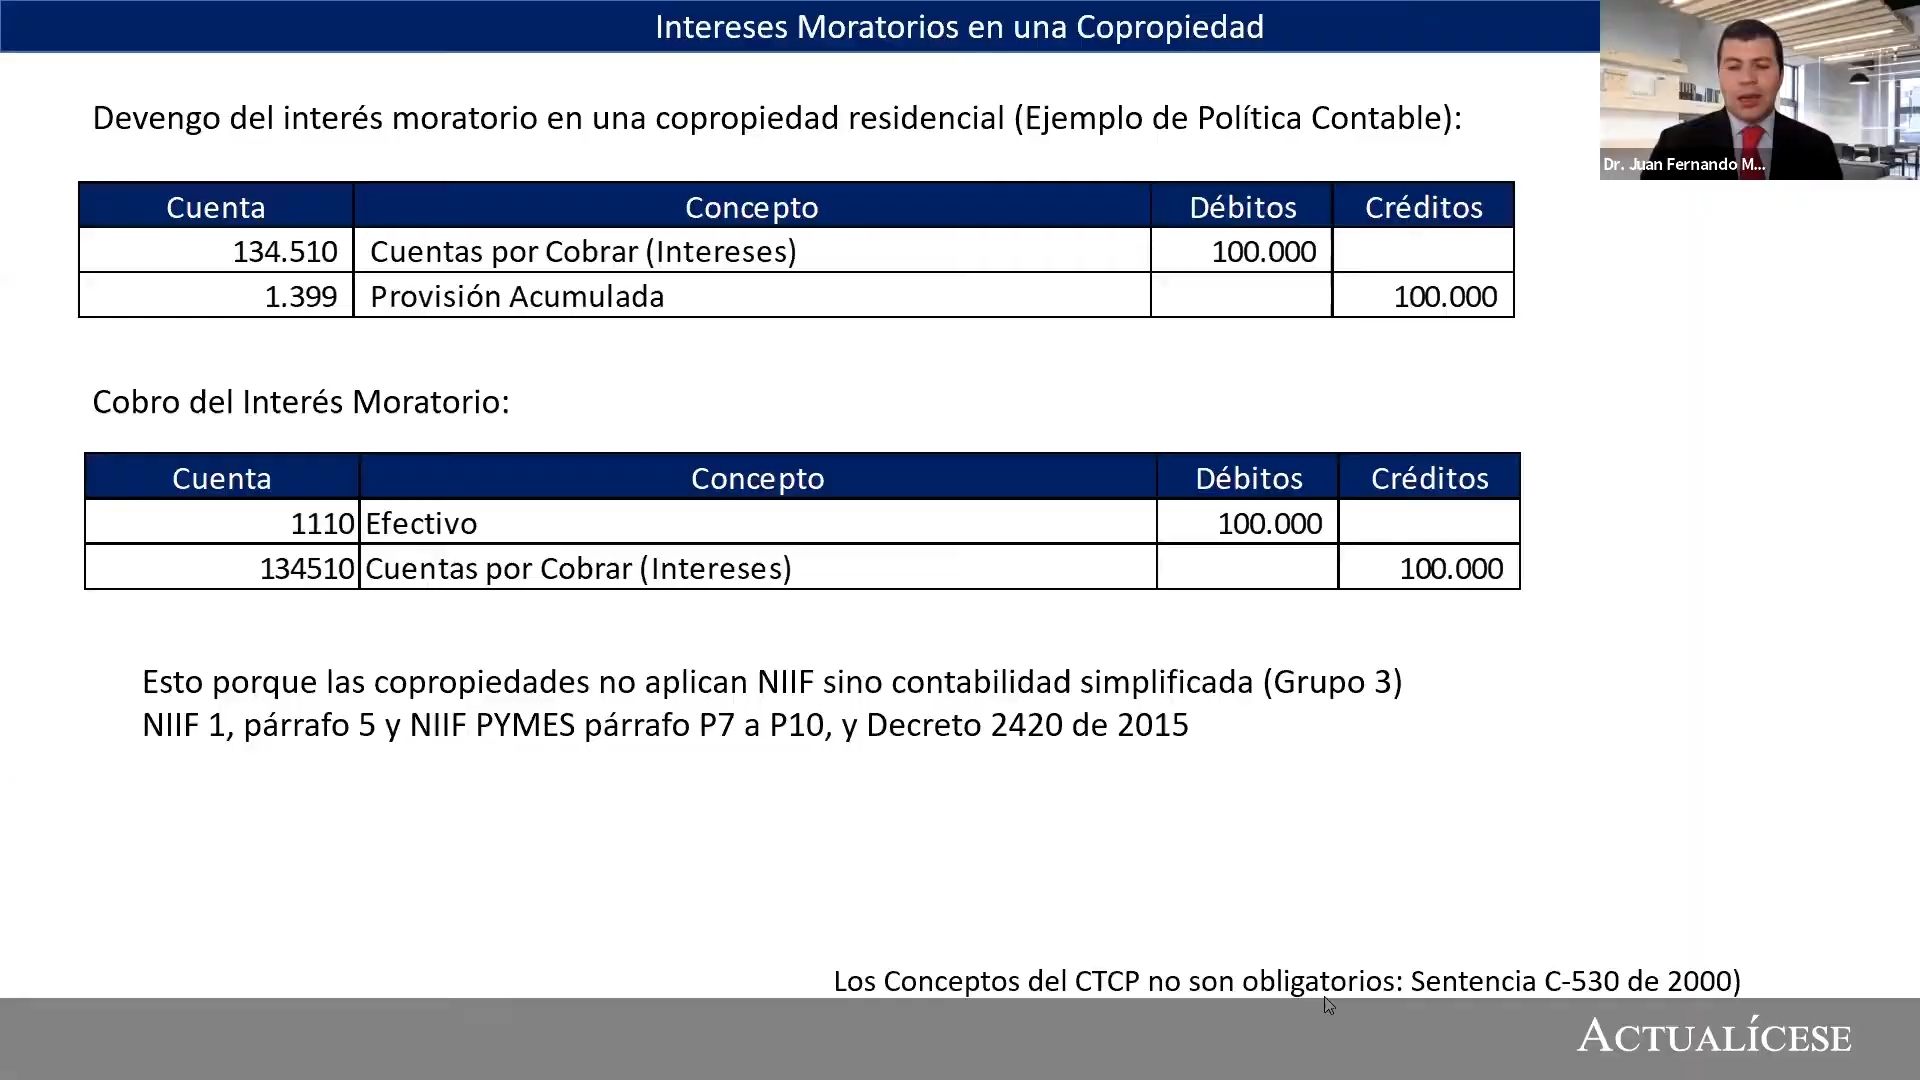 Intereses Moratorios en una Copropiedad
Dr. Juan Fernando M...
Devengo del interés moratorio en una copropiedad residencial (Ejemplo de Política Contable):
Cuenta Concepto Débitos Créditos
134.510 Cuentas por Cobrar (Intereses) 100.000
1.399 Provisión Acumulada 100.000
Cobro del Interés Moratorio:
Cuenta Concepto Débitos Créditos
1110 Efectivo 100.000
134510 Cuentas por Cobrar (Intereses) 100.000
Esto porque las copropiedades no aplican NIIF sino contabilidad simplificada (Grupo 3)
NIIF 1, párrafo 5 y NIIF PYMES párrafo P7 a P10, y Decreto 2420 de 2015
Los Conceptos del CTCP no son obligatorios: Sentencia C-530 de 2000)
ACTUALÍCESE